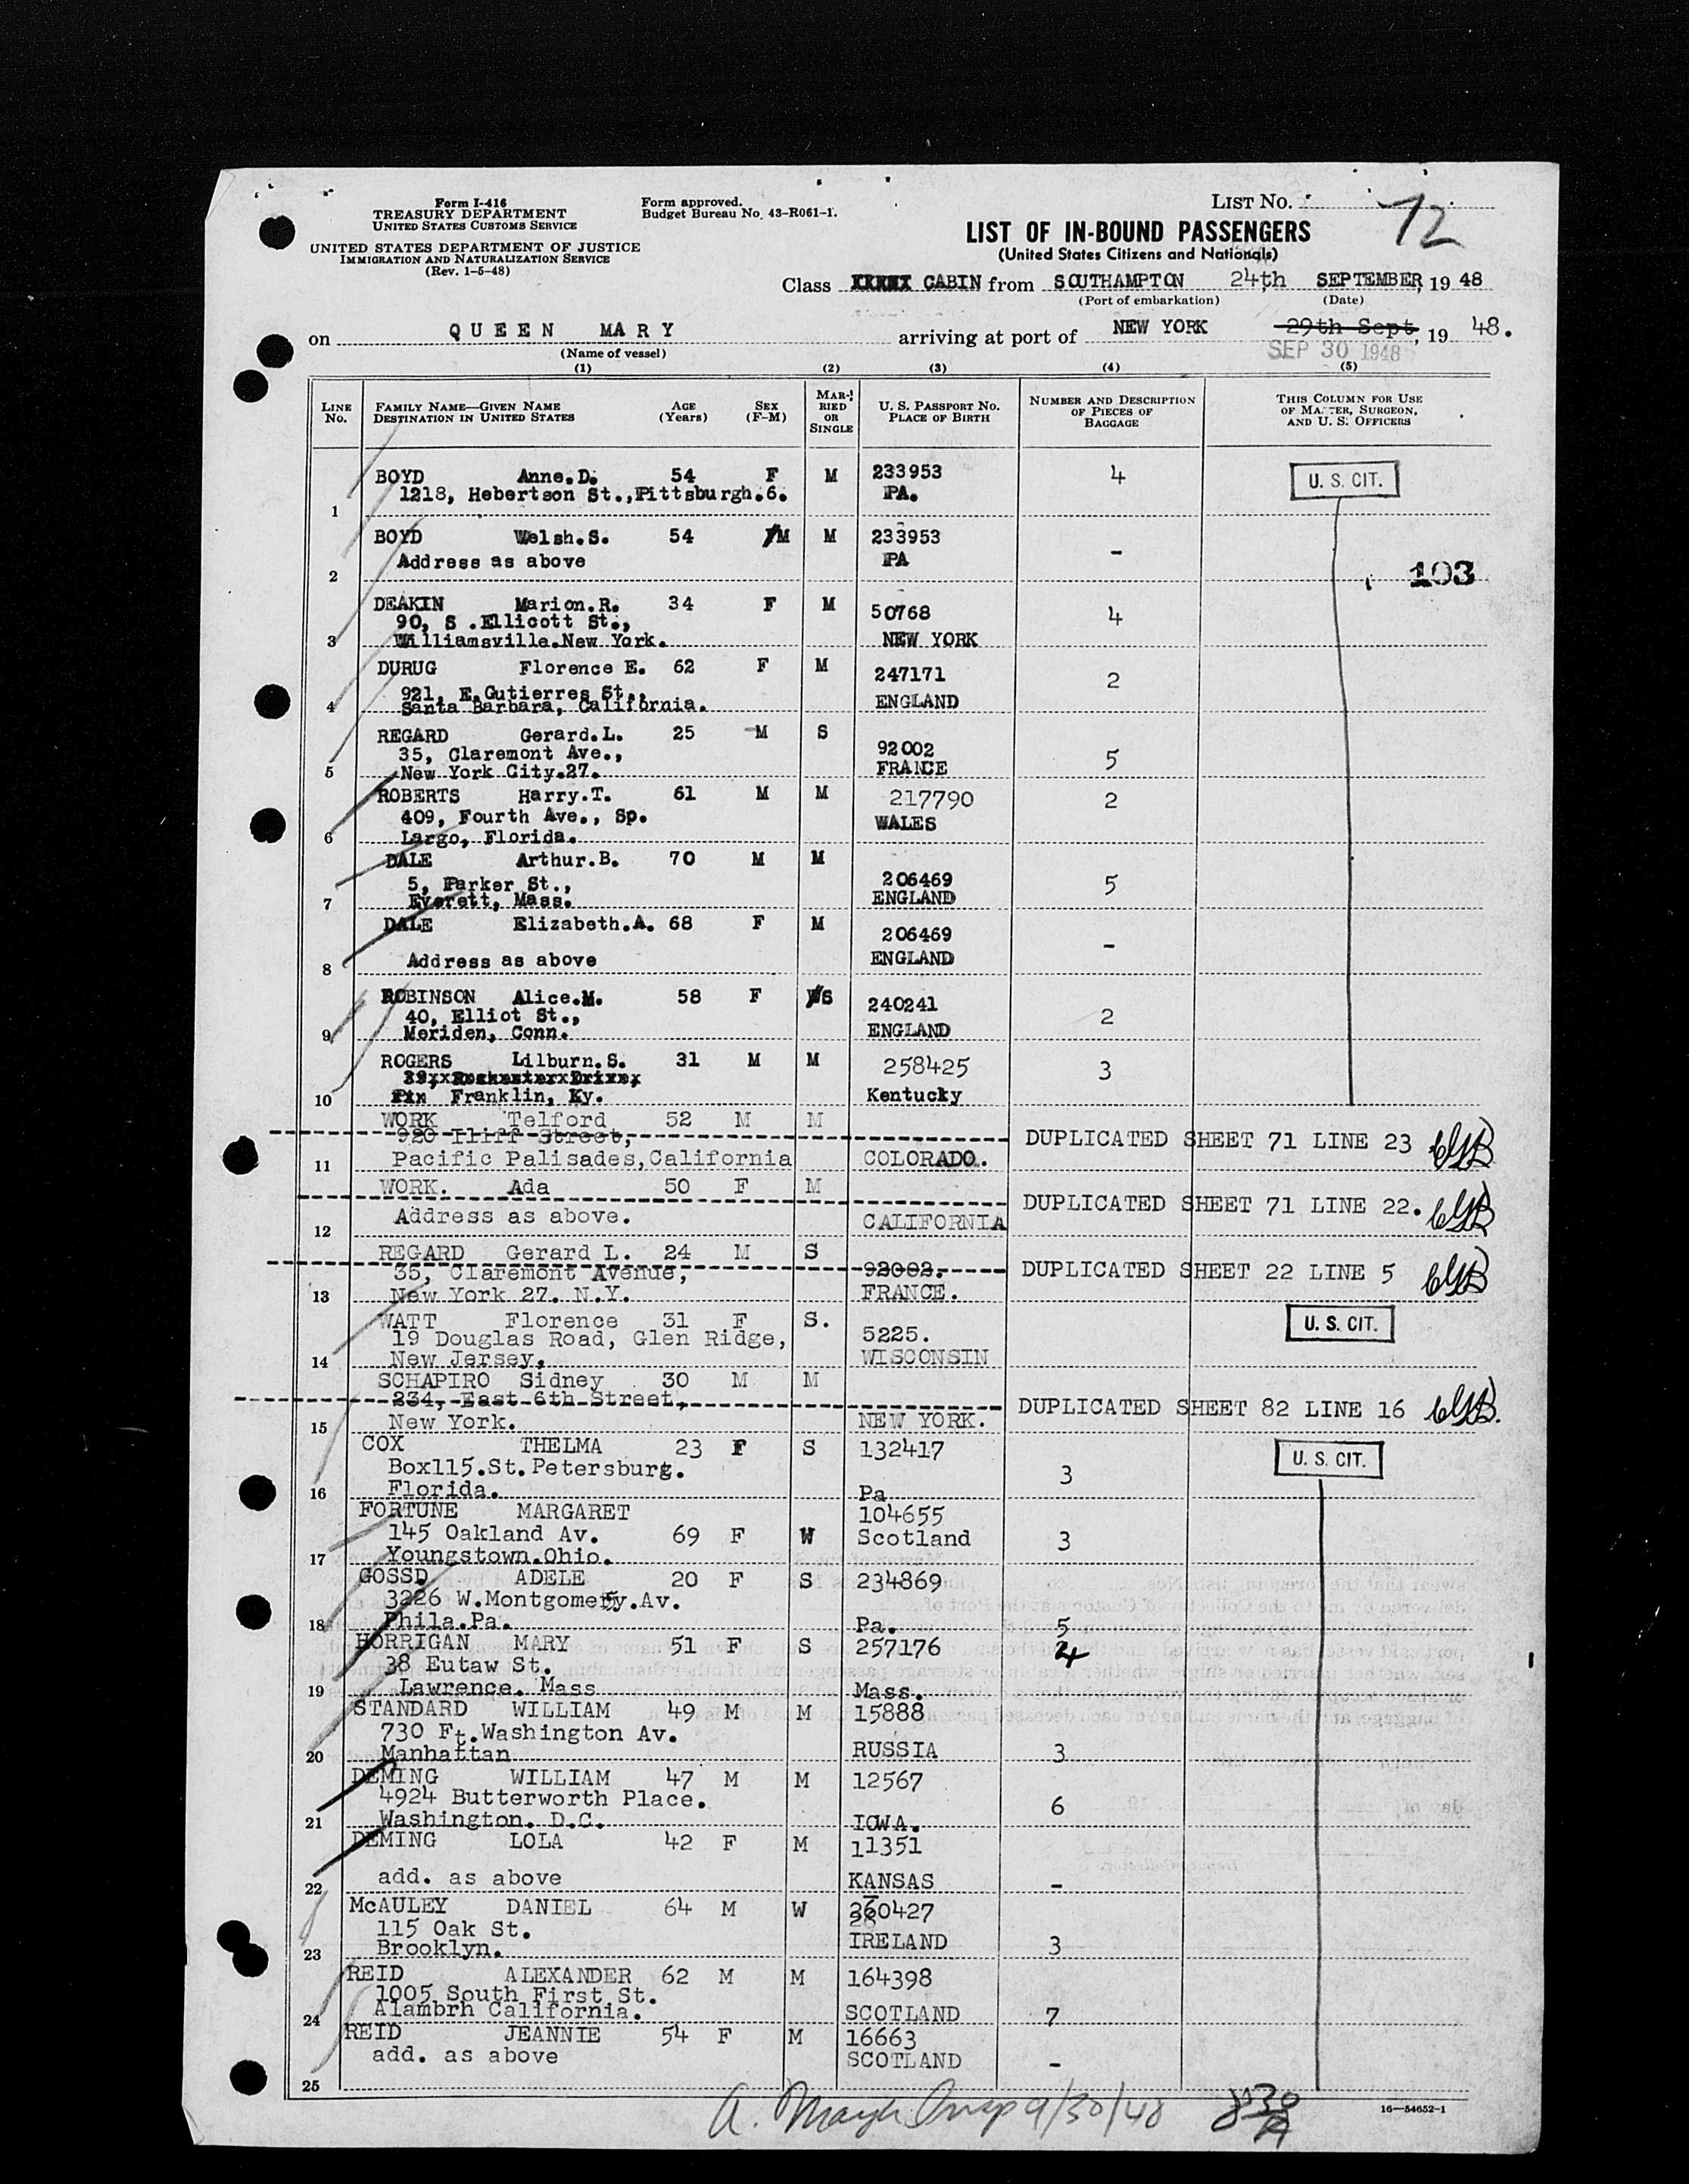 Form I-416
TREASURY DEPARTMENT
UNITED STATES CUSTOMS SERVICE
UNITED STATES DEPARTMENT OF JUSTICE
IMMIGRATION AND NATURALIZATION SERVICE
(Rev. 1-5-48)
Form approved.
Budget Bureau No. 43-R061-1.
LIST NO. 72
LIST OF IN-BOUND PASSENGERS
(United States Citizens and Nationals)
Class CABIN from SOUTHAMPTON 24th SEPTEMBER, 19 48
(Port of embarkation) (Date)
on QUEEN MARY arriving at port of NEW YORK 29th Sept, 19 48.
(Name of vessel) SEP 30 1948
(1) (2) (3) (4) (5)
LINE No. FAMILY NAME—GIVEN NAME DESTINATION IN UNITED STATES AGE (Years) SEX (F-M) MARRIED OR SINGLE U. S. PASSPORT NO. PLACE OF BIRTH NUMBER AND DESCRIPTION OF PIECES OF BAGGAGE THIS COLUMN FOR USE OF MASTER, SURGEON, AND U. S. OFFICERS
BOYD Anne.D. 54 F M 233953 4 U. S. CIT.
1218, Hebertson St.,Pittsburgh.6. PA.
1
BOYD Welsh.S. 54 M M 233953 -
Address as above PA
2 103
DEAKIN Marion.R. 34 F M 50768 4
90, S .Ellicott St.,
3 Williamsville.New York. NEW YORK
DURUG Florence E. 62 F M 247171 2
921, E.Gutierres St.,
4 Santa Barbara, California. ENGLAND
REGARD Gerard.L. 25 M S 92002 5
35, Claremont Ave.,
5 New York City.27. FRANCE
ROBERTS Harry.T. 61 M M 217790 2
409, Fourth Ave., Sp. WALES
6 Largo, Florida.
DALE Arthur.B. 70 M M 206469 5
5, Parker St.,
7 Everett, Mass. ENGLAND
DALE Elizabeth.A. 68 F M 206469 -
8 Address as above ENGLAND
ROBINSON Alice.M. 58 F S 240241 2
40, Elliot St.,
9 Meriden, Conn. ENGLAND
ROGERS Lilburn.S. 31 M M 258425 3
10 Franklin, Ky. Kentucky
WORK Telford 52 M M
920 Iliff Street, DUPLICATED SHEET 71 LINE 23
11 Pacific Palisades,California COLORADO.
WORK. Ada 50 F M DUPLICATED SHEET 71 LINE 22.
12 Address as above. CALIFORNIA
REGARD Gerard L. 24 M S
35, Claremont Avenue, 92002. DUPLICATED SHEET 22 LINE 5
13 New York 27. N.Y. FRANCE.
WATT Florence 31 F S. 5225. U. S. CIT.
19 Douglas Road, Glen Ridge,
14 New Jersey. WISCONSIN
SCHAPIRO Sidney 30 M M
234, East 6th Street, DUPLICATED SHEET 82 LINE 16
15 New York. NEW YORK.
COX THELMA 23 F S 132417 3 U. S. CIT.
Box115.St.Petersburg.
16 Florida. Pa
FORTUNE MARGARET 104655
145 Oakland Av. 69 F W Scotland 3
17 Youngstown.Ohio.
GOSSD ADELE 20 F S 234869
3226 W.Montgomery.Av.
18 Phila.Pa. Pa. 5
HORRIGAN MARY 51 F S 257176 4
38 Eutaw St.
19 Lawrence. Mass Mass.
STANDARD WILLIAM 49 M M 15888
730 Ft.Washington Av.
20 Manhattan RUSSIA 3
DEMING WILLIAM 47 M M 12567
4924 Butterworth Place. 6
21 Washington. D.C. IOWA.
DEMING LOLA 42 F M 11351
22 add. as above KANSAS -
McAULEY DANIEL 64 M W 260427
115 Oak St.
23 Brooklyn. IRELAND 3
REID ALEXANDER 62 M M 164398
1005 South First St.
24 Alambrh California. SCOTLAND 7
REID JEANNIE 54 F M 16663
add. as above SCOTLAND -
25
9/30/48
16—54652-1